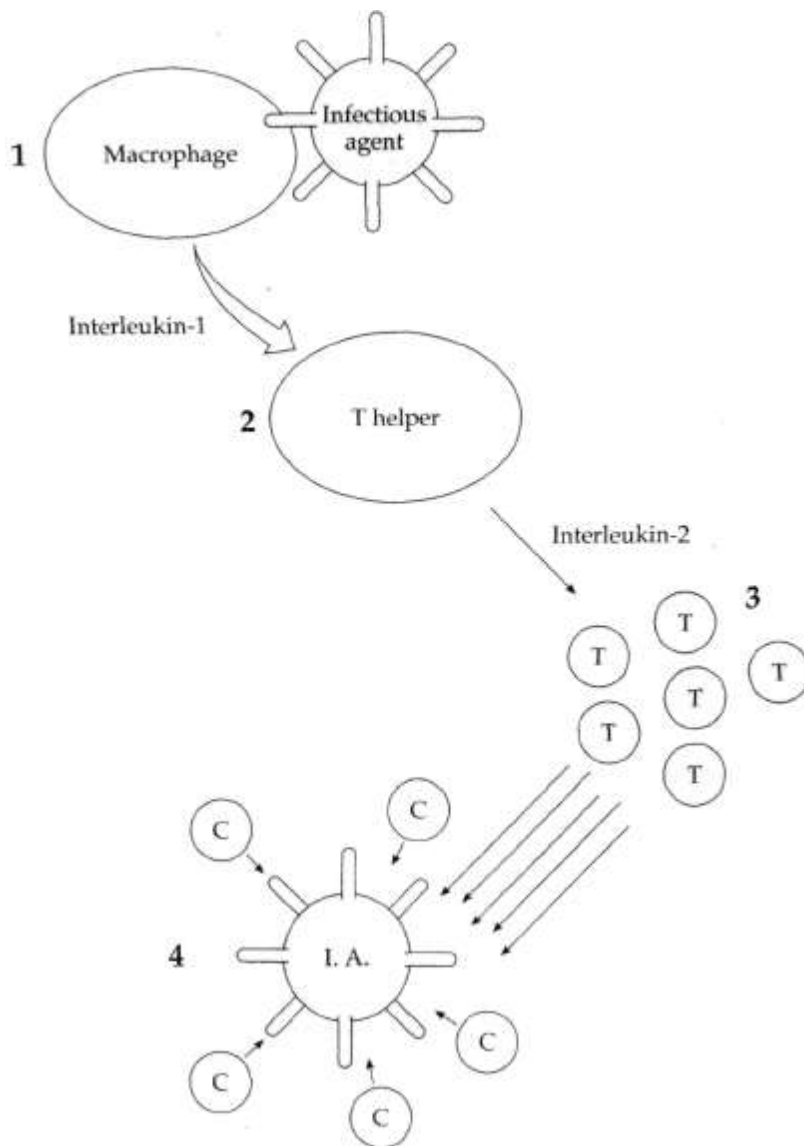 Infectious
agent
1
Macrophage
Interleukin-1
2
T helper
Interleukin-2
3
T
T
T
T
T
T
C
C
4
I. A.
C
C
C